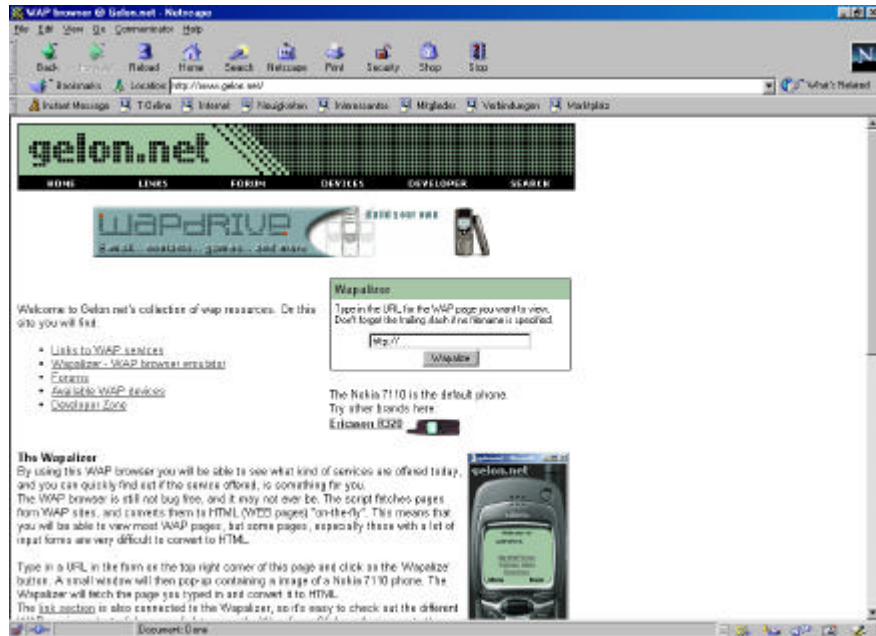 WAP browser @ Gelon.net - Netscape
File Edit View Go Communicator Help
Back Reload Home Search Netscape Print Security Shop Stop
Bookmarks Location: http://www.gelon.net/ What's Related
Instant Message T-Online Internet Neuigkeiten Interessantes Mitglieder Verbindungen Marktplatz
gelon.net
HOME LINKS FORUM DEVICES DEVELOPER SEARCH
WAPDRIVE
Build your own
E-mail.. contacts.. games.. and more
Wapalizer
Type in the URL for the WAP page you want to view.
Don't forget the trailing slash if no filename is specified.
http://
Wapalize
Welcome to Gelon.net's collection of wap resources. On this
site you will find:
• Links to WAP services
• Wapalizer - WAP browser emulator
• Forums
• Available WAP devices
• Developer Zone
The Nokia 7110 is the default phone.
Try other brands here:
Ericsson R320
The Wapalizer
By using this WAP browser you will be able to see what kind of services are offered today,
and you can quickly find out if the service offered, is something for you.
The WAP browser is still not bug free, and it may not ever be. The script fetches pages
from WAP sites, and converts them to HTML (WEB pages) "on-the-fly". This means that
you will be able to view most WAP pages, but some pages, especially those with a lot of
input forms are very difficult to convert to HTML.
gelon.net
Menu
Type in a URL in the form on the top right corner of this page and click on the 'Wapalize'
button. A small window will then pop-up containing a image of a Nokia 7110 phone. The
Wapalizer will fetch the page you typed in and convert it to HTML.
The link section is also connected to the Wapalizer, so it's easy to check out the different
Document: Done